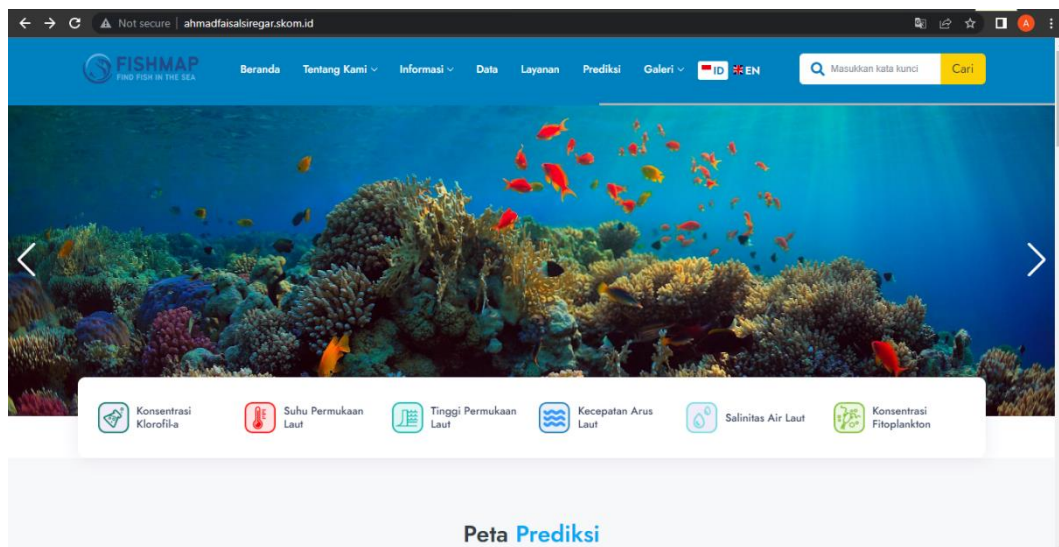 Not secure | ahmadfaisalsiregar.skom.id
A
FISHMAP
FIND FISH IN THE SEA
Beranda Tentang Kami Informasi Data Layanan Prediksi Galeri ID EN Masukkan kata kunci Cari
Konsentrasi
Klorofil-a
Suhu Permukaan
Laut
Tinggi Permukaan
Laut
Kecepatan Arus
Laut
Salinitas Air Laut
Konsentrasi
Fitoplankton
Peta Prediksi